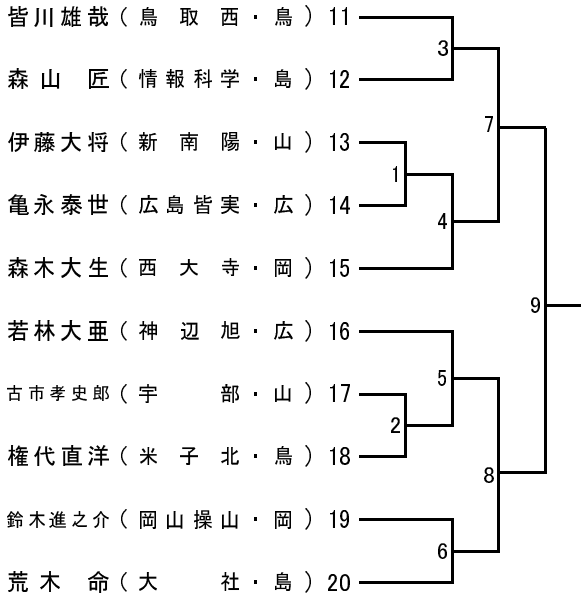 皆川雄哉 （鳥取西・鳥） 11
3
森山匠 （情報科学・島） 12
7
伊藤大将 （新南陽・山） 13
1
亀永泰世 （広島皆実・広） 14
4
森木大生 （西大寺・岡） 15
9
若林大亜 （神辺旭・広） 16
5
古市孝史郎 （宇部・山） 17
2
権代直洋 （米子北・鳥） 18
8
鈴木進之介 （岡山操山・岡） 19
6
荒木命 （大社・島） 20